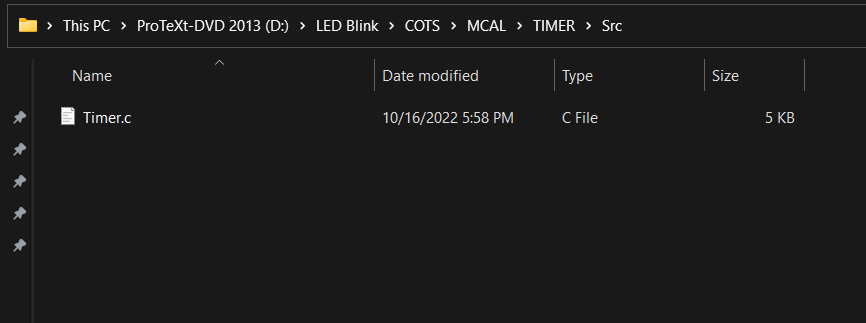 This PC > ProTeXt-DVD 2013 (D:) > LED Blink > COTS > MCAL > TIMER > Src
Name Date modified Type Size
Timer.c 10/16/2022 5:58 PM C File 5 KB